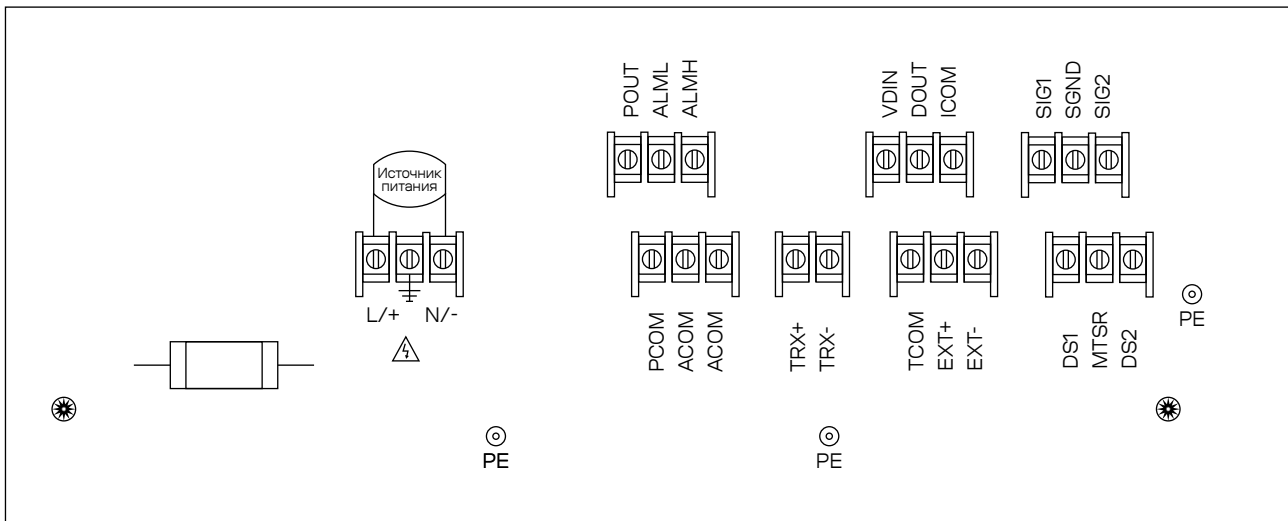 POUT
ALML
ALMH
VDIN
DOUT
ICOM
SIG1
SGND
SIG2
Источник
питания
L/+
N/-
PCOM
ACOM
ACOM
TRX+
TRX-
TCOM
EXT+
EXT-
DS1
MTSR
DS2
PE
PE
PE